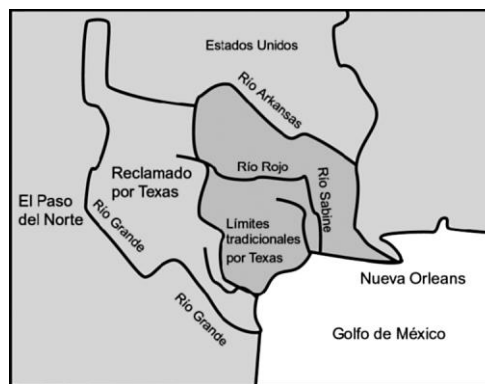 Estados Unidos
Río Arkansas
Reclamado
por Texas
Río Rojo
Río Sabine
El Paso
del Norte
Río Grande
Límites
tradicionales
por Texas
Nueva Orleans
Río Grande
Golfo de México